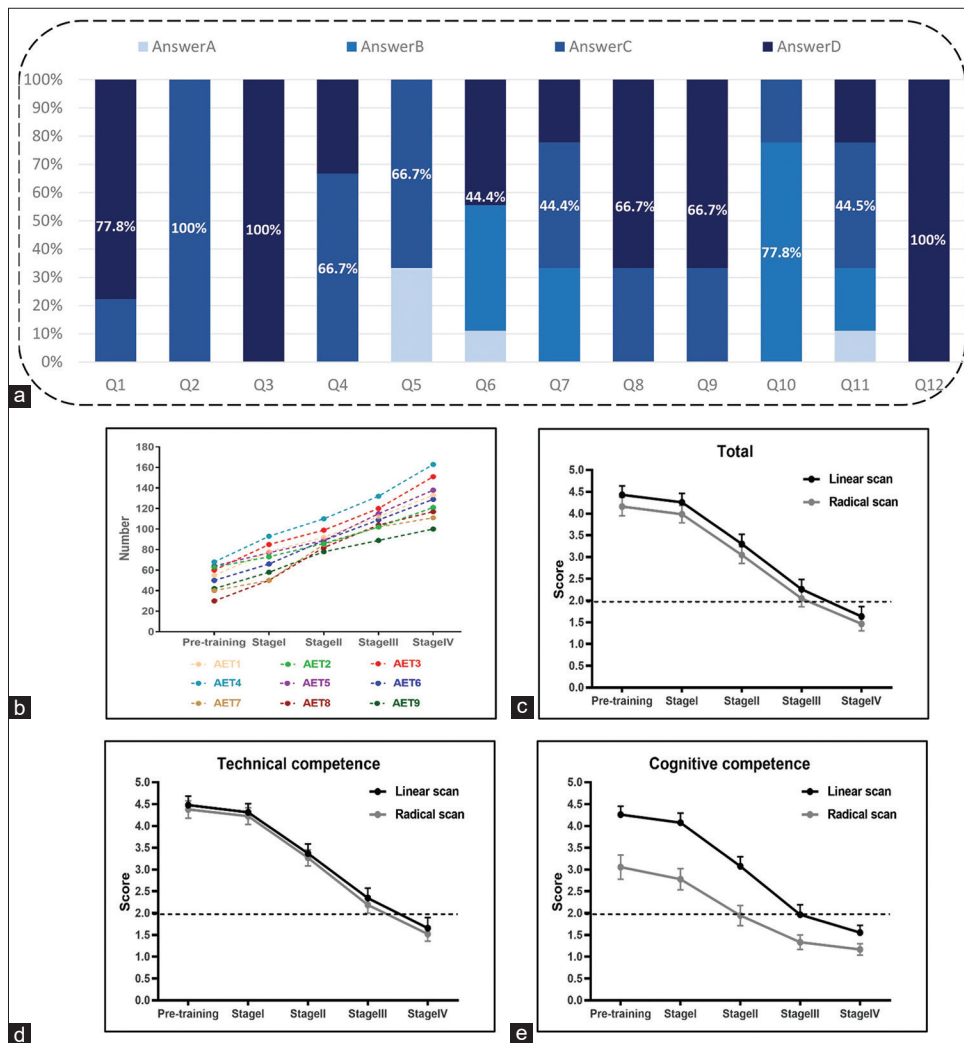 AnswerA AnswerB AnswerC AnswerD
100%
90%
80%
70%
60%
50%
40%
30%
20%
10%
0%
77.8% 100% 100% 66.7% 66.7% 44.4% 44.4% 66.7% 66.7% 77.8% 44.5% 100%
Q1 Q2 Q3 Q4 Q5 Q6 Q7 Q8 Q9 Q10 Q11 Q12
a
180
160
140
120
100
80
60
40
20
0
Number
Pre-training StageI StageII StageIII StageIV
AET1 AET2 AET3
AET4 AET5 AET6
AET7 AET8 AET9
b
Total
Linear scan
Radical scan
5.0
4.5
4.0
3.5
3.0
2.5
2.0
1.5
1.0
0.5
0.0
Score
Pre-training StageI StageII StageIII StageIV
c
Technical competence
Linear scan
Radical scan
5.0
4.5
4.0
3.5
3.0
2.5
2.0
1.5
1.0
0.5
0.0
Score
Pre-training StageI StageII StageIII StageIV
d
Cognitive competence
Linear scan
Radical scan
5.0
4.5
4.0
3.5
3.0
2.5
2.0
1.5
1.0
0.5
0.0
Score
Pre-training StageI StageII StageIII StageIV
e